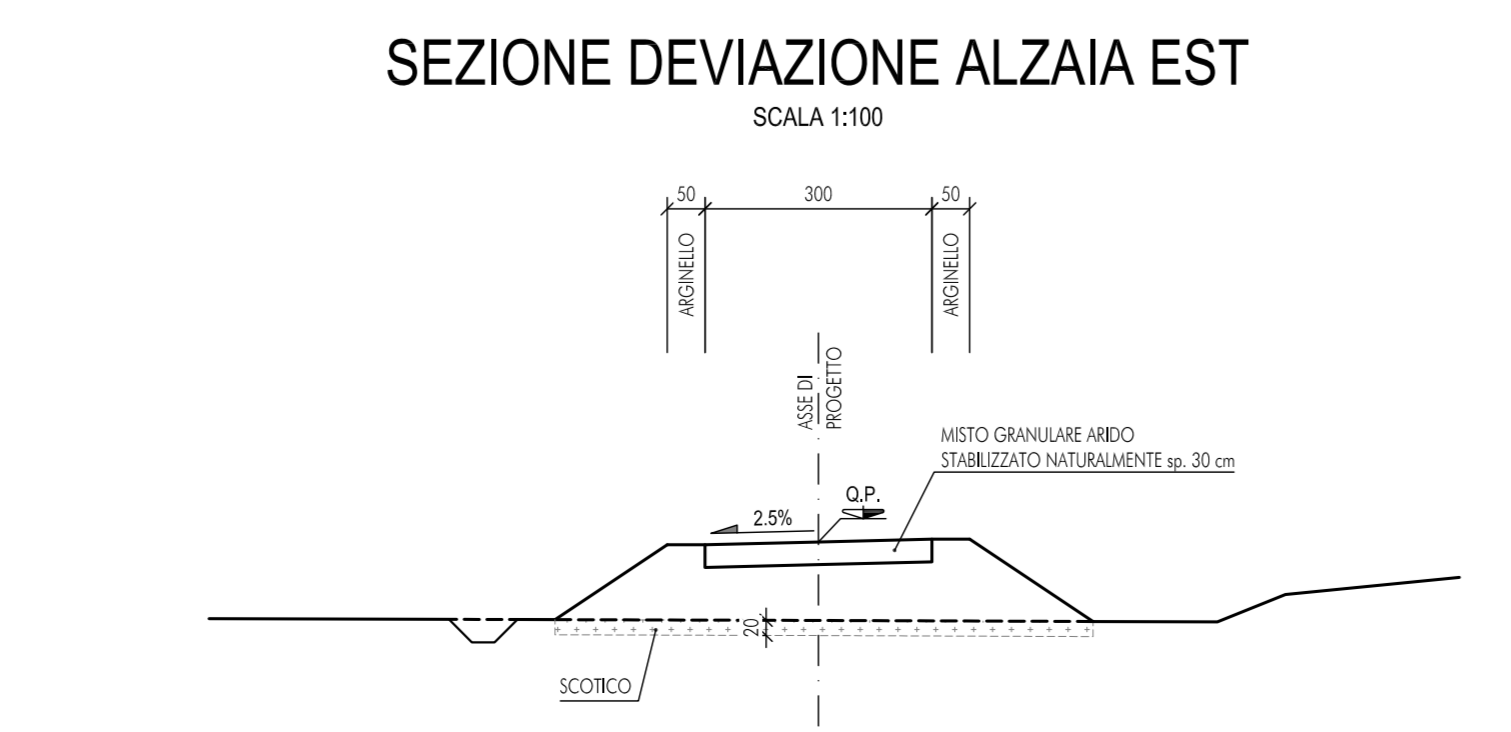 SEZIONE DEVIAZIONE ALZAIA EST
SCALA 1:100
50
300
50
ARGINELLO
ARGINELLO
ASSE DI
PROGETTO
MISTO GRANULARE ARIDO
STABILIZZATO NATURALMENTE sp. 30 cm
Q.P.
2.5%
20
SCOTICO